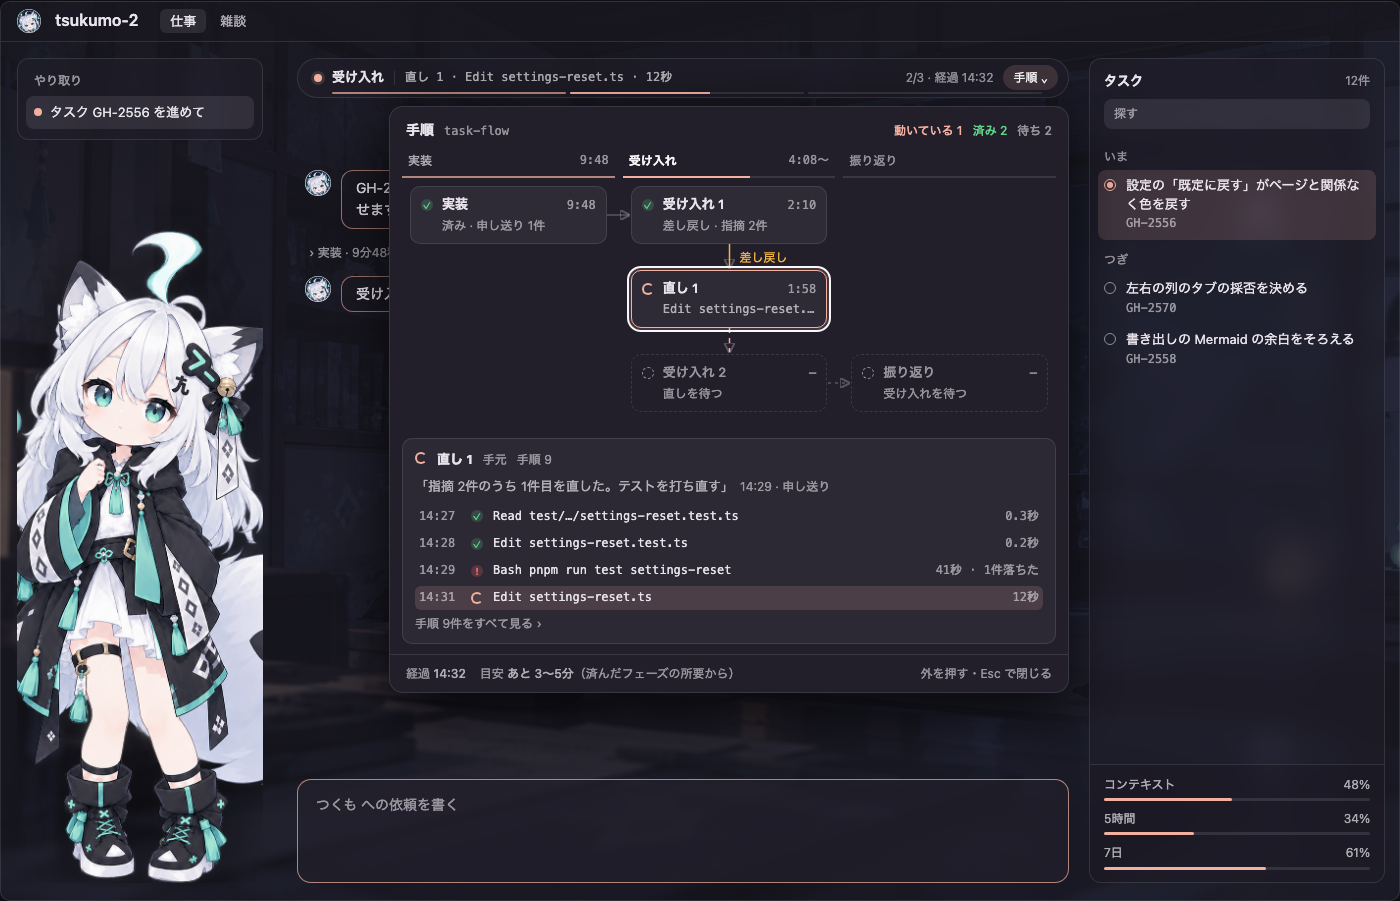 tsukumo-2
仕事
雑談
やり取り
タスク GH-2556 を進めて
受け入れ
直し 1 · Edit settings-reset.ts · 12秒
2/3 · 経過 14:32
手順
GH-2
せます
› 実装 · 9分48
受け入
手順 task-flow
動いている 1 済み 2 待ち 2
実装 9:48
受け入れ 4:08〜
振り返り
実装 9:48
済み · 申し送り 1件
受け入れ 1 2:10
差し戻し · 指摘 2件
差し戻し
直し 1 1:58
Edit settings-reset.…
受け入れ 2 –
直しを待つ
振り返り –
受け入れを待つ
直し 1 手元 手順 9
「指摘 2件のうち 1件目を直した。テストを打ち直す」 14:29 · 申し送り
14:27 Read test/…/settings-reset.test.ts 0.3秒
14:28 Edit settings-reset.test.ts 0.2秒
14:29 Bash pnpm run test settings-reset 41秒 · 1件落ちた
14:31 Edit settings-reset.ts 12秒
手順 9件をすべて見る ›
経過 14:32 目安 あと 3〜5分（済んだフェーズの所要から）
外を押す・Esc で閉じる
つくも への依頼を書く
タスク 12件
探す
いま
設定の「既定に戻す」がページと関係な
く色を戻す
GH-2556
つぎ
左右の列のタブの採否を決める
GH-2570
書き出しの Mermaid の余白をそろえる
GH-2558
コンテキスト 48%
5時間 34%
7日 61%